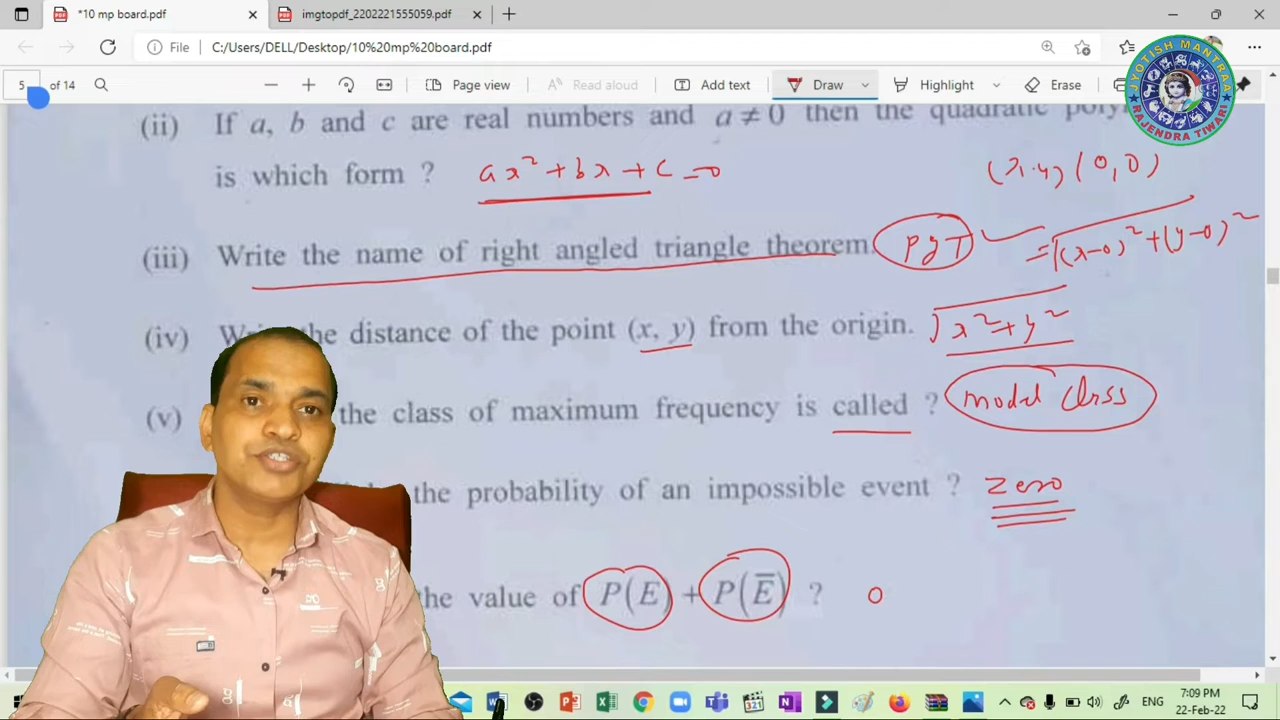 *10 mp board.pdf
imgtopdf_2202221555059.pdf
File C:/Users/DELL/Desktop/10%20mp%20board.pdf
5 of 14 Page view Read aloud Add text Draw Highlight Erase
JYOTISH MANTRA
RAJENDRA TIWARI
(ii) If a, b and c are real numbers and a ≠ 0 then the quadratic
is which form ? ax²+bx+c=0 (x,y) (0,0)
(iii) Write the name of right angled triangle theorem. PGT =√(x-0)²+(y-0)²
(iv) the distance of the point (x, y) from the origin. √x²+y²
(v) the class of maximum frequency is called ? modal class
the probability of an impossible event ? zero
the value of P(E) + P(E̅) ? 0
ENG 7:09 PM
22-Feb-22